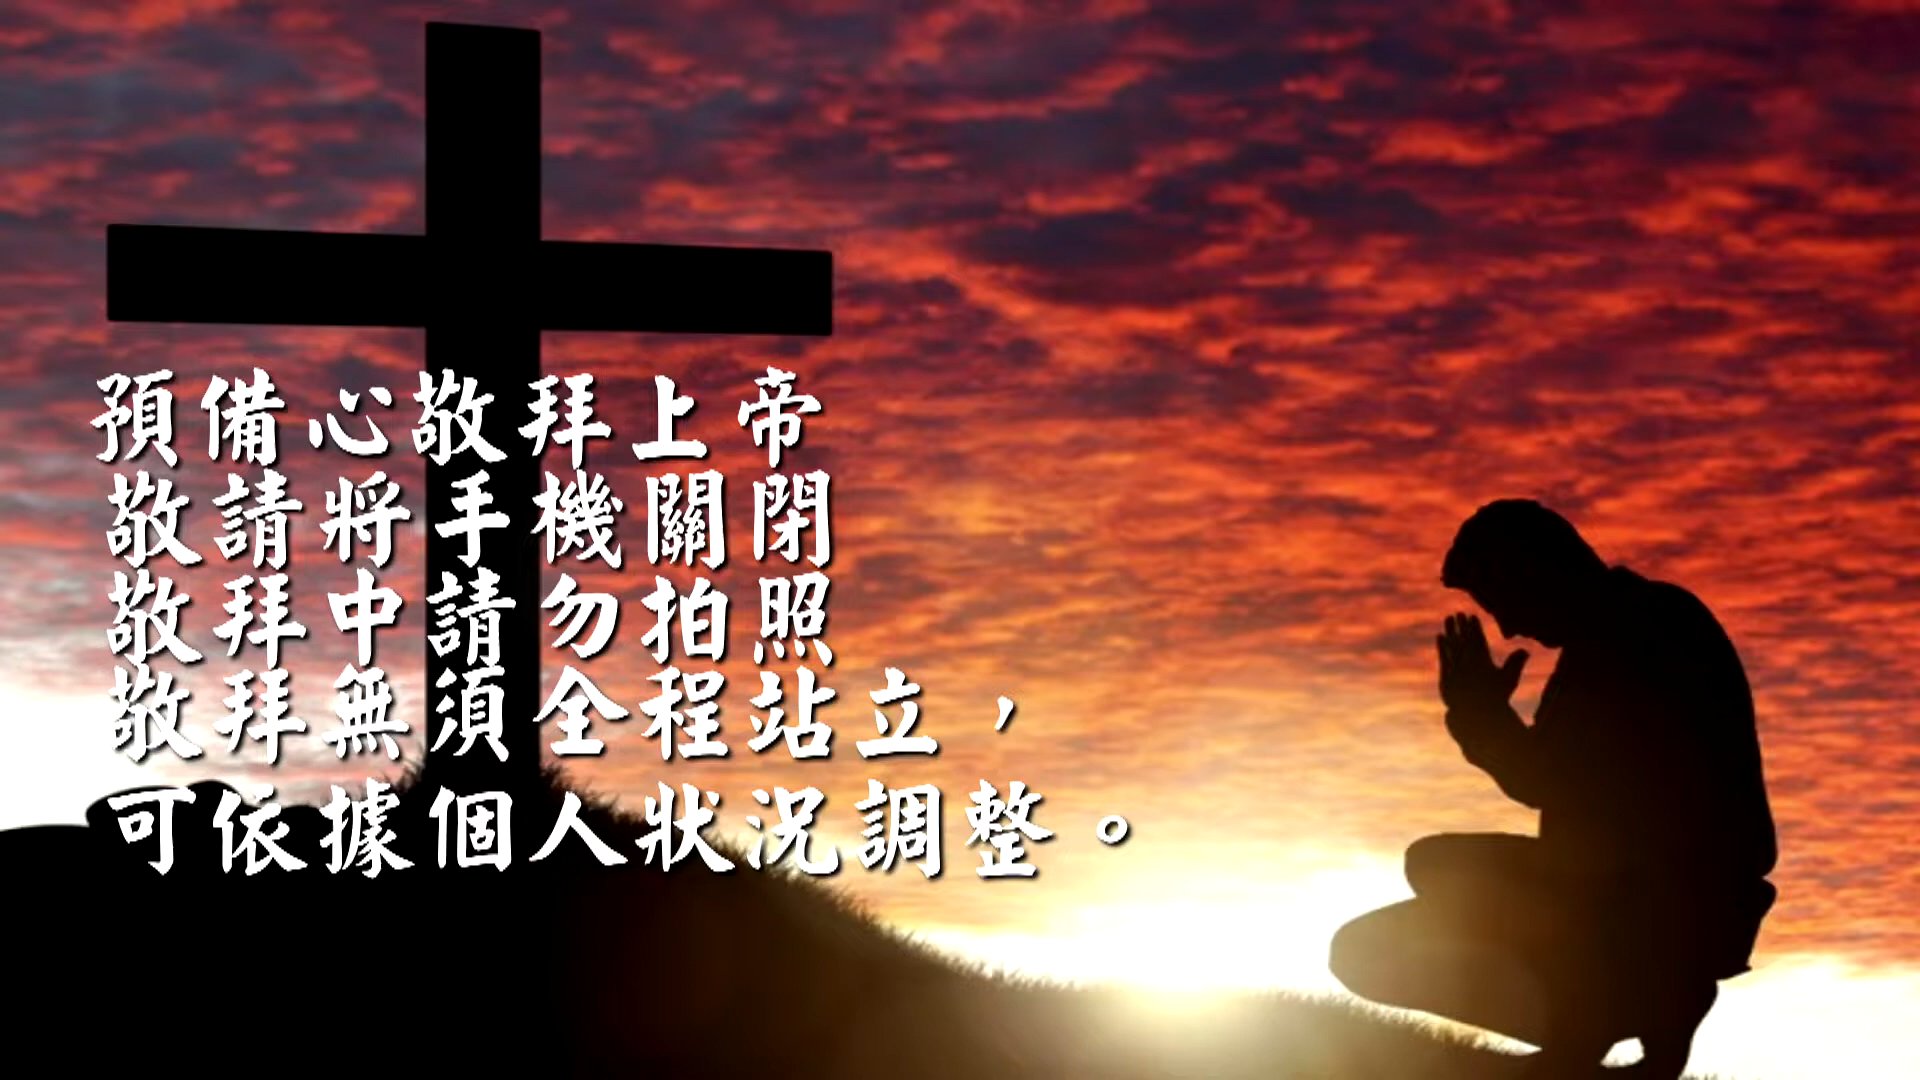 預備心敬拜上帝
敬請將手機關閉
敬拜中請勿拍照
敬拜無須全程站立，
可依據個人狀況調整。